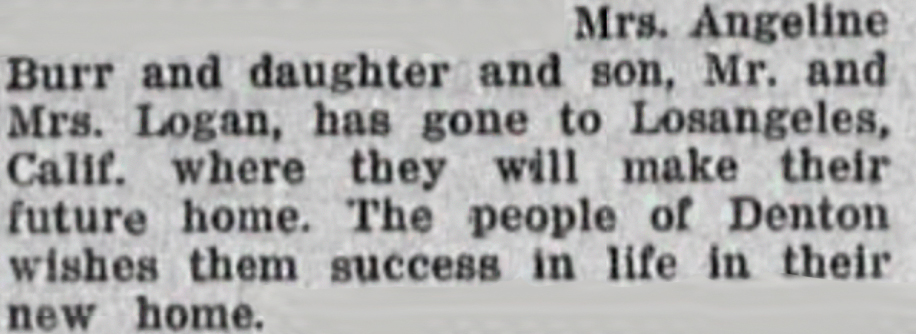 Mrs. Angeline
Burr and daughter and son, Mr. and
Mrs. Logan, has gone to Losangeles,
Calif. where they will make their
future home. The people of Denton
wishes them success in life in their
new home.